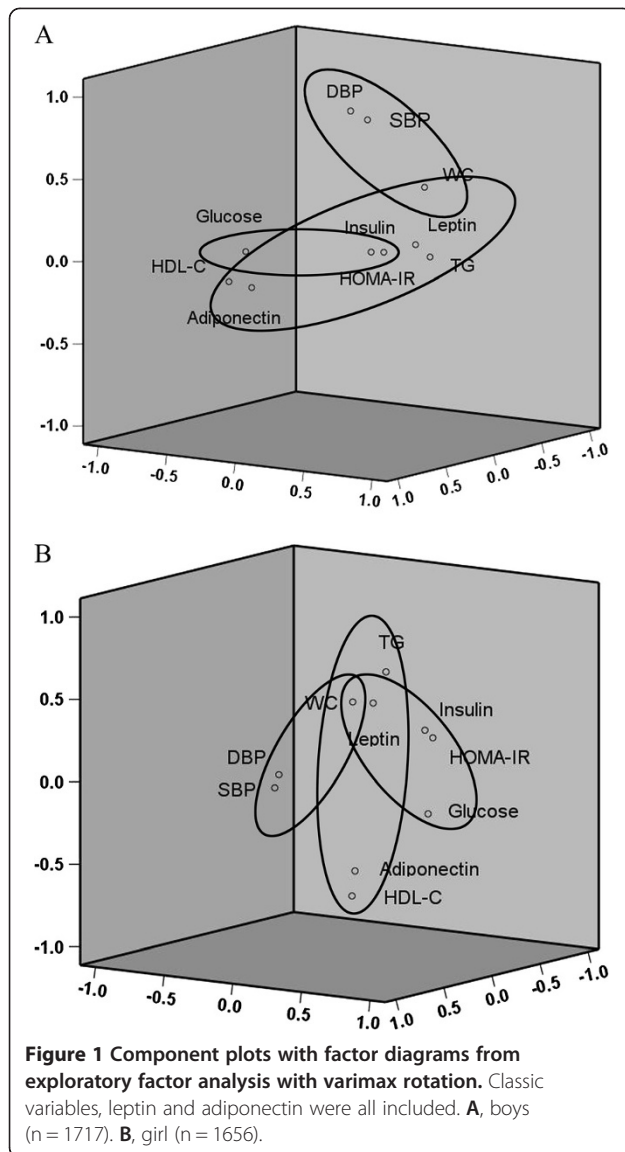 A
1.0
0.5
0.0
-0.5
-1.0
DBP
SBP
WC
Glucose
Insulin
Leptin
HDL-C
HOMA-IR
TG
Adiponectin
-1.0 -0.5 0.0 0.5 1.0
1.0 0.5 0.0 -0.5 -1.0
B
1.0
0.5
0.0
-0.5
-1.0
TG
WC
Insulin
Leptin
DBP
HOMA-IR
SBP
Glucose
Adiponectin
HDL-C
-1.0 -0.5 0.0 0.5 1.0
1.0 0.5 0.0 -0.5 -1.0
Figure 1 Component plots with factor diagrams from
exploratory factor analysis with varimax rotation. Classic
variables, leptin and adiponectin were all included. A, boys
(n = 1717). B, girl (n = 1656).